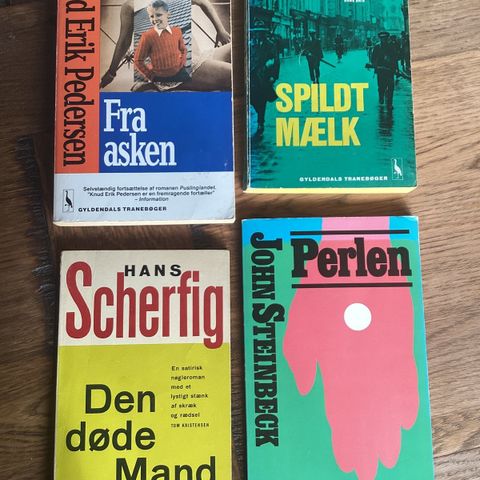 d Erik Pedersen
Fra
asken
Selvstændig fortsættelse af romanen Puslinglandet.
"Knud Erik Pedersen er en fremragende fortæller"
– Information
GYLDENDALS TRANEBØGER
SPILDT
MÆLK
GYLDENDALS TRANEBØGER
HANS
Scherfig
En satirisk
nøgleroman
med et
lystigt stænk
af skræk
og rædsel
TOM KRISTENSEN
Den
døde
Mand
Perlen
JOHN STEINBECK